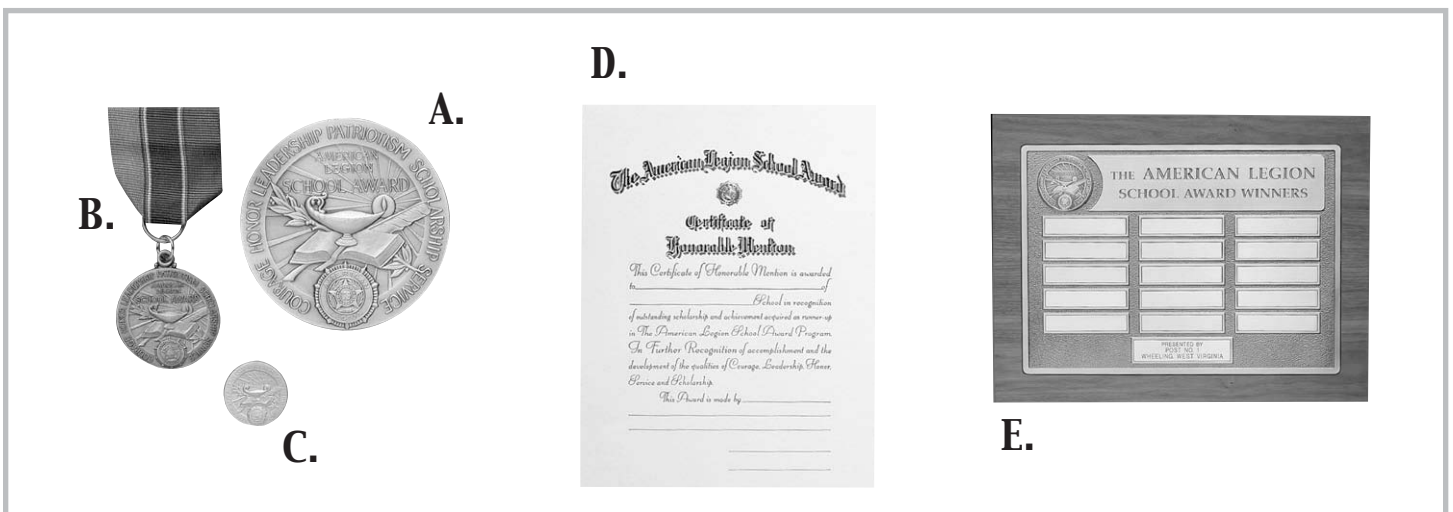 A.
COURAGE HONOR LEADERSHIP PATRIOTISM SCHOLARSHIP SERVICE
AMERICAN
LEGION
SCHOOL AWARD
B.
SCHOOL AWARD
C.
D.
The American Legion School Award
Certificate of
Honorable Mention
This Certificate of Honorable Mention is awarded
to of
School in recognition
of outstanding scholarship and achievement acquired as runner-up
in The American Legion School Award Program.
In Further Recognition of accomplishment and the
development of the qualities of Courage, Leadership, Honor,
Service and Scholarship.
This Award is made by
E.
THE AMERICAN LEGION
SCHOOL AWARD WINNERS
PRESENTED BY
POST NO. 1
WHEELING, WEST VIRGINIA